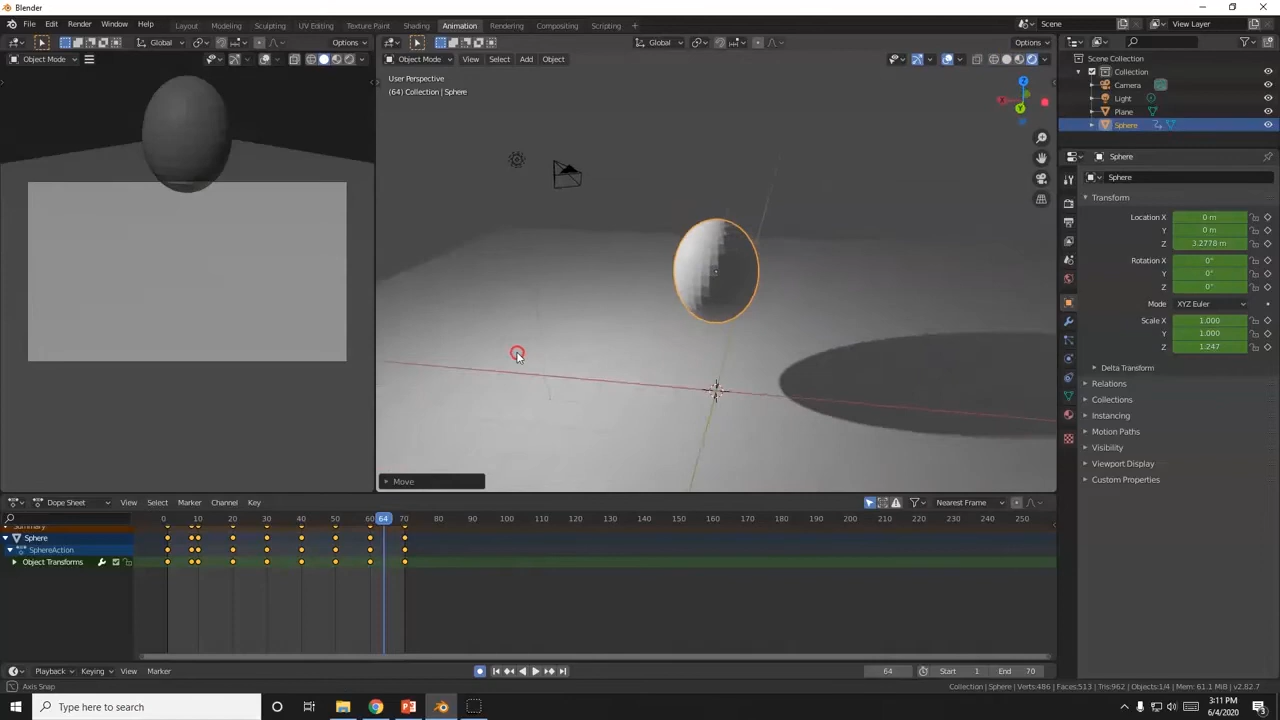 Blender
File Edit Render Window Help Layout Modeling Sculpting UV Editing Texture Paint Shading Animation Rendering Compositing Scripting + Scene View Layer
Global Options Global Options
Object Mode Object Mode View Select Add Object
User Perspective
(64) Collection | Sphere
Scene Collection
Collection
Camera
Light
Plane
Sphere
Sphere
Sphere
Transform
Location X 0 m
Y 0 m
Z 3.2778 m
Rotation X 0°
Y 0°
Z 0°
Mode XYZ Euler
Scale X 1.000
Y 1.000
Z 1.247
Delta Transform
Relations
Collections
Instancing
Motion Paths
Visibility
Viewport Display
Custom Properties
Z
X
Y
Move
Dope Sheet View Select Marker Channel Key Nearest Frame
0 10 20 30 40 50 60 64 70 80 90 100 110 120 130 140 150 160 170 180 190 200 210 220 230 240 250
Summary
Sphere
SphereAction
Object Transforms
Playback Keying View Marker 64 Start 1 End 70
Axis Snap Collection | Sphere | Verts:486 | Faces:513 | Tris:962 | Objects:1/4 | Mem: 61.1 MiB | v2.82.7
Type here to search
3:11 PM
6/4/2020